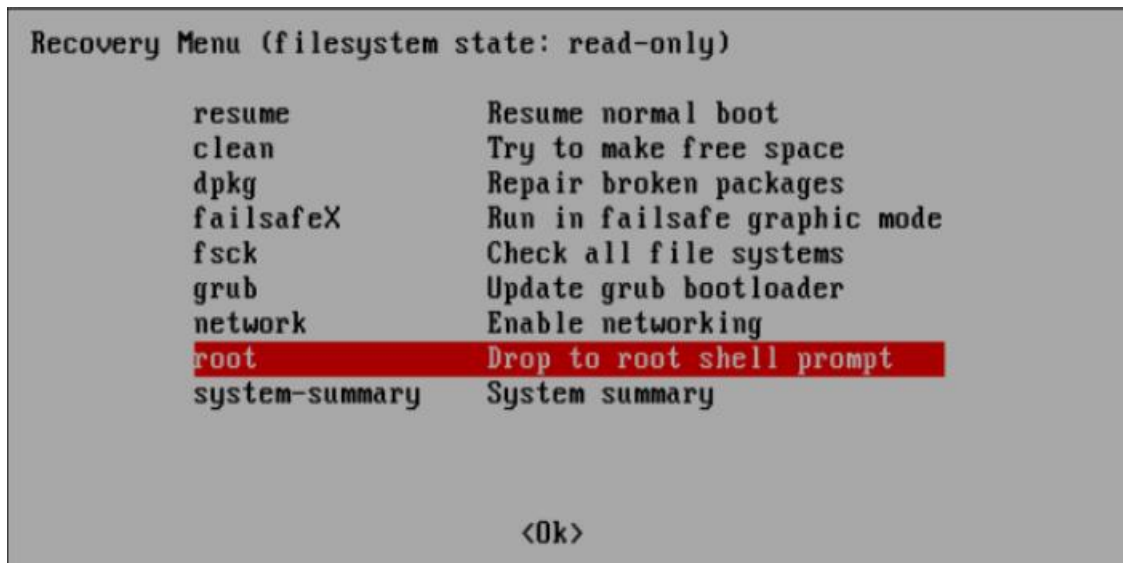 Recovery Menu (filesystem state: read-only)
resume Resume normal boot
clean Try to make free space
dpkg Repair broken packages
failsafeX Run in failsafe graphic mode
fsck Check all file systems
grub Update grub bootloader
network Enable networking
root Drop to root shell prompt
system-summary System summary
<Ok>